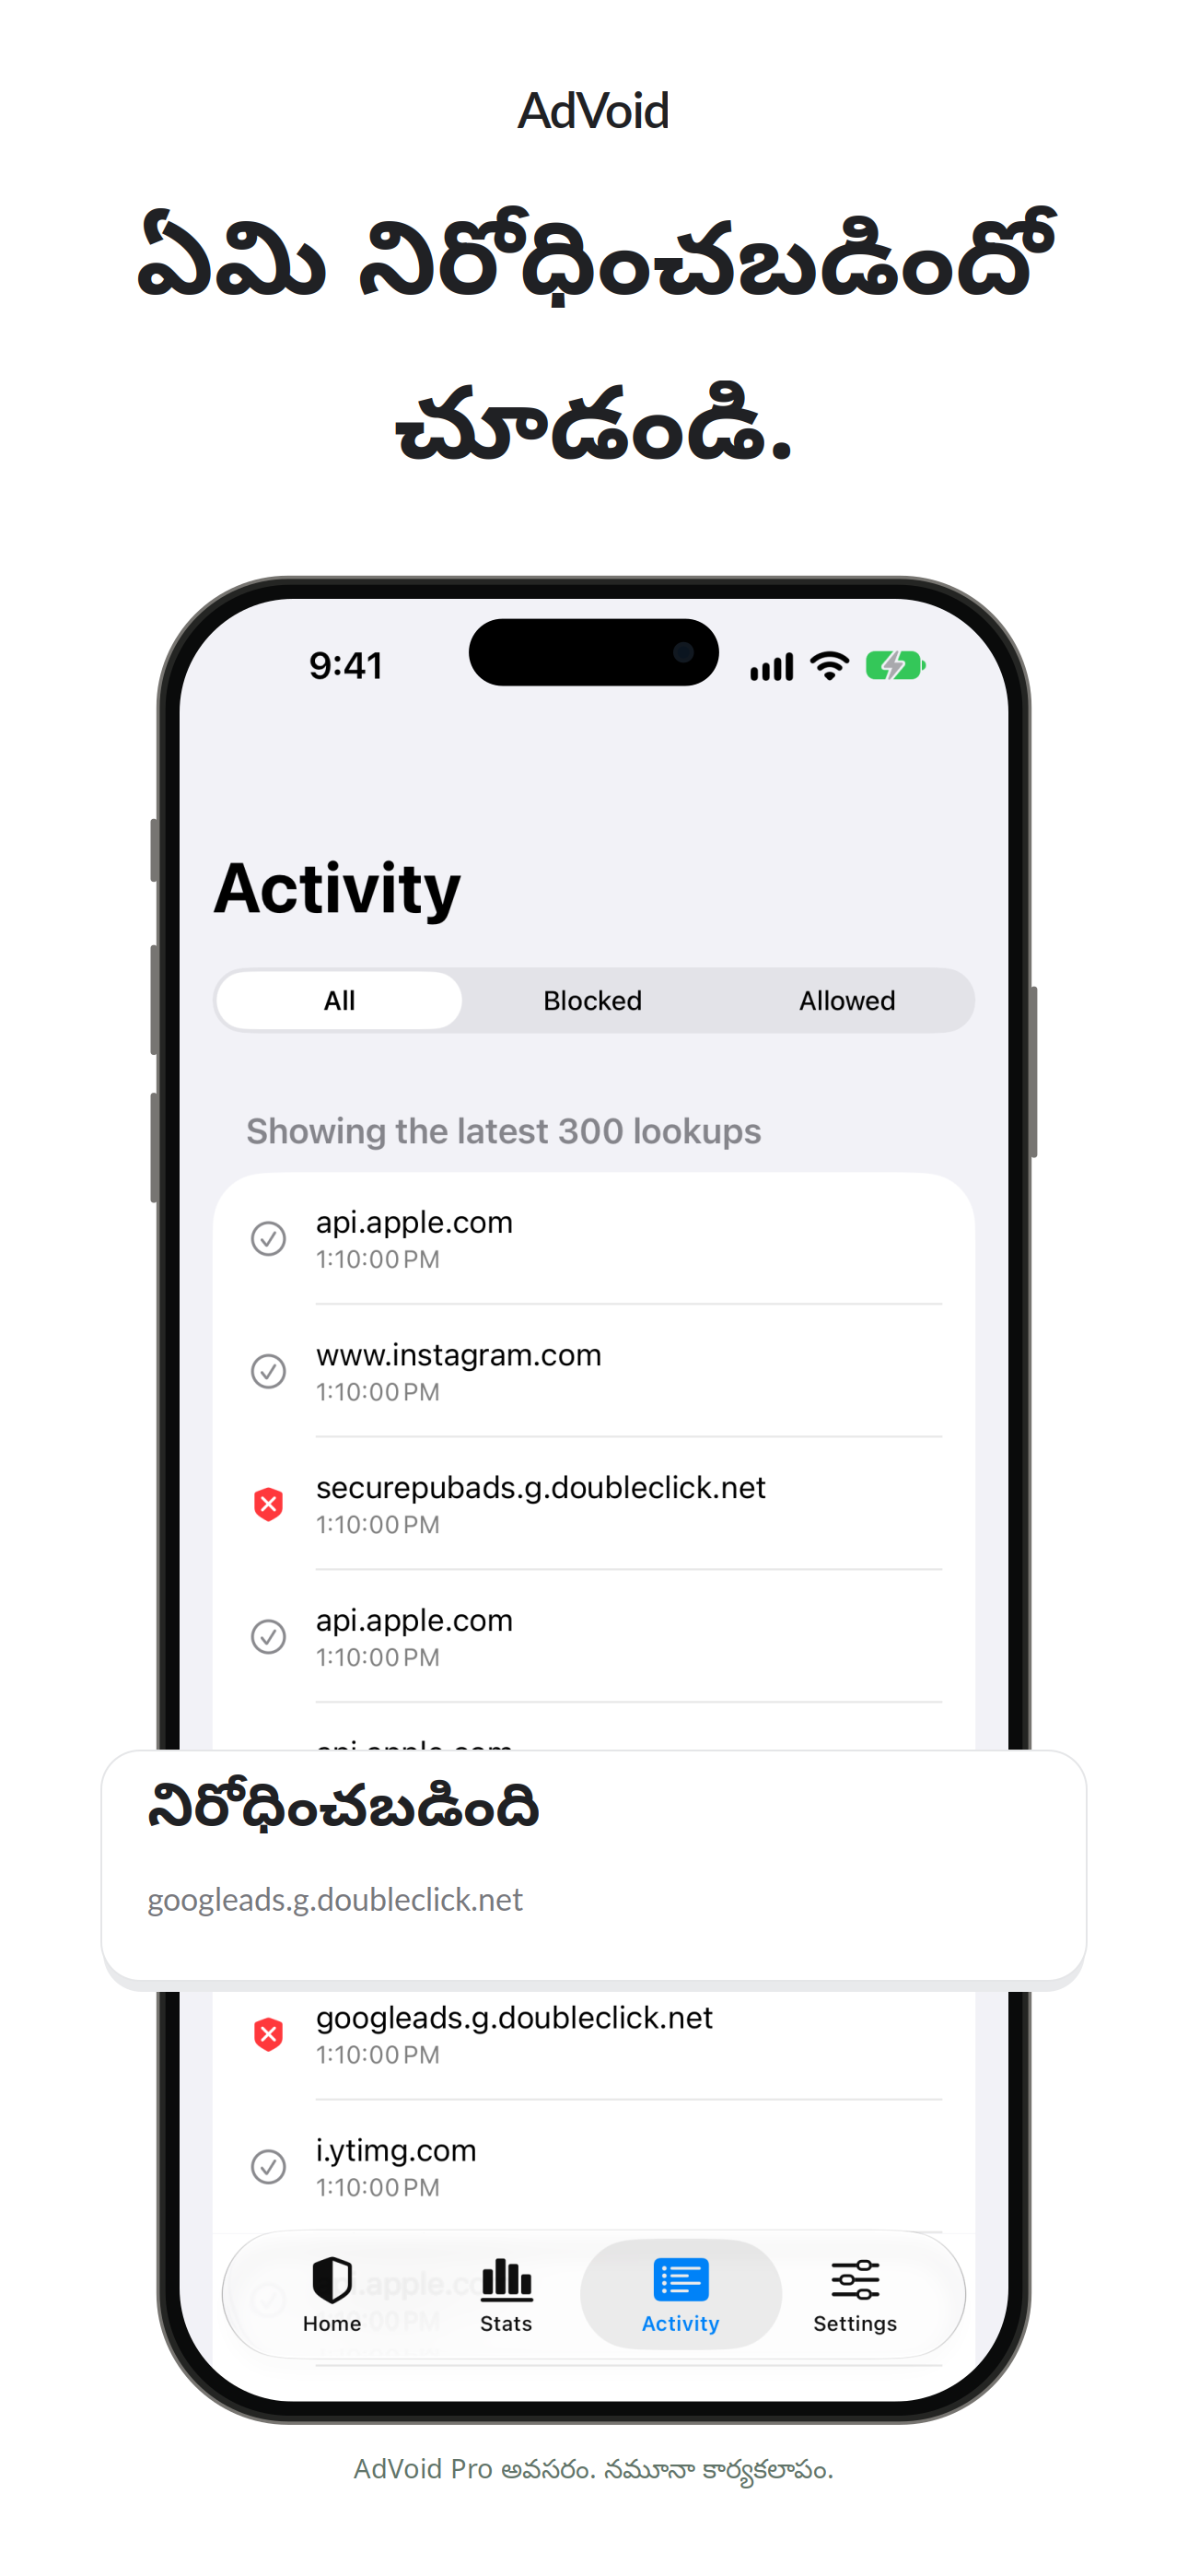 AdVoid
ఏమి నిరోధించబడిందో
చూడండి.
9:41
Activity
All
Blocked
Allowed
Showing the latest 300 lookups
api.apple.com
1:10:00 PM
www.instagram.com
1:10:00 PM
securepubads.g.doubleclick.net
1:10:00 PM
api.apple.com
1:10:00 PM
నిరోధించబడింది
googleads.g.doubleclick.net
googleads.g.doubleclick.net
1:10:00 PM
i.ytimg.com
1:10:00 PM
Home
Stats
Activity
Settings
AdVoid Pro అవసరం. నమూనా కార్యకలాపం.